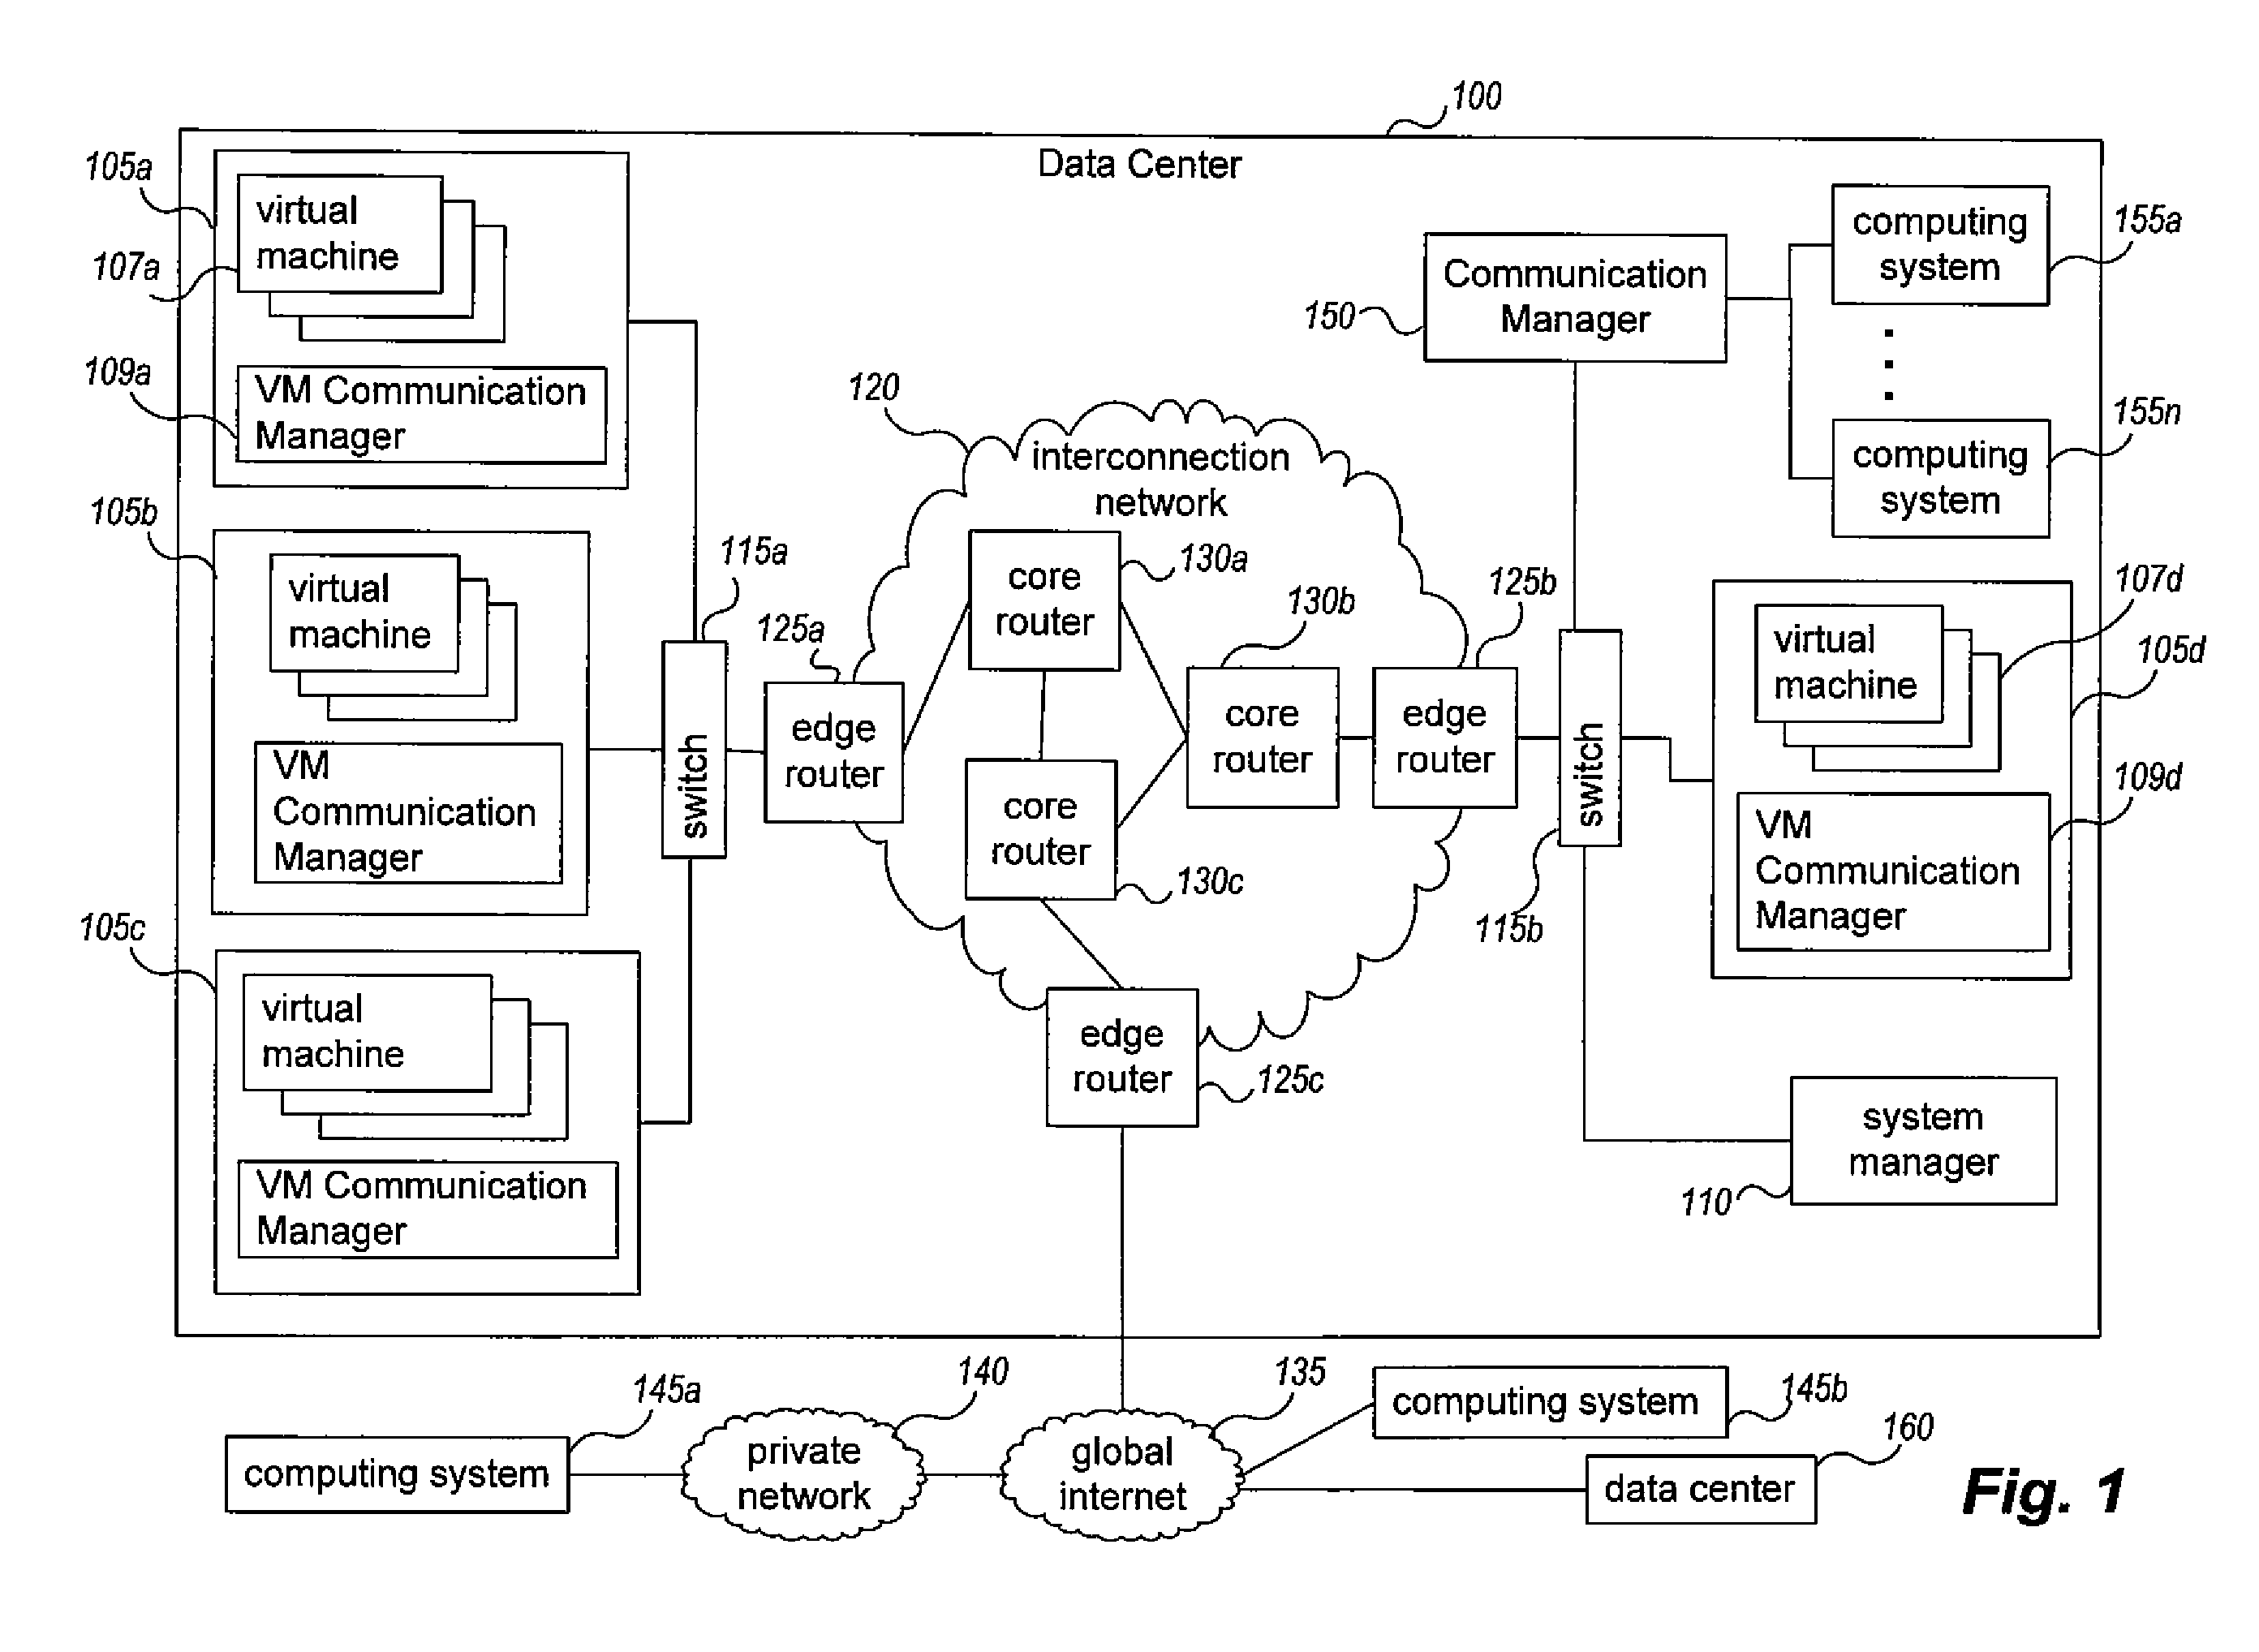 100
Data Center
105a
virtual
machine
107a
109a
VM Communication
Manager
105b
virtual
machine
VM
Communication
Manager
105c
virtual
machine
VM Communication
Manager
115a
switch
120
interconnection
network
125a
edge
router
core
router
130a
130b
core
router
core
router
130c
125b
edge
router
edge
router
125c
150
Communication
Manager
computing
system
155a
computing
system
155n
switch
115b
virtual
machine
107d
105d
VM
Communication
Manager
109d
system
manager
110
145a
computing system
140
private
network
135
global
internet
computing system
145b
160
data center
Fig. 1